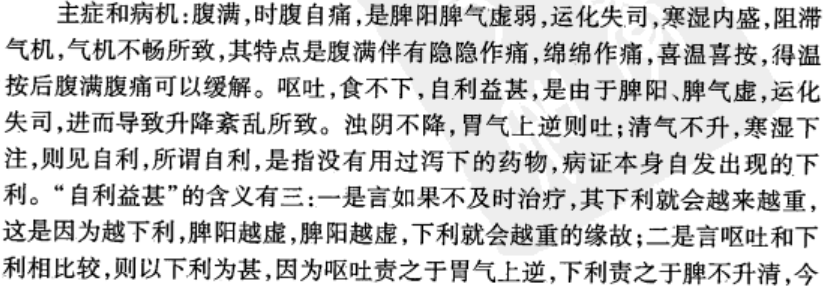 主症和病机:腹满,时腹自痛,是脾阳脾气虚弱,运化失司,寒湿内盛,阻滞
气机,气机不畅所致,其特点是腹满伴有隐隐作痛,绵绵作痛,喜温喜按,得温
按后腹满腹痛可以缓解。呕吐,食不下,自利益甚,是由于脾阳、脾气虚,运化
失司,进而导致升降紊乱所致。浊阴不降,胃气上逆则吐;清气不升,寒湿下
注,则见自利,所谓自利,是指没有用过泻下的药物,病证本身自发出现的下
利。“自利益甚”的含义有三:一是言如果不及时治疗,其下利就会越来越重,
这是因为越下利,脾阳越虚,脾阳越虚,下利就会越重的缘故;二是言呕吐和下
利相比较,则以下利为甚,因为呕吐责之于胃气上逆,下利责之于脾不升清,今